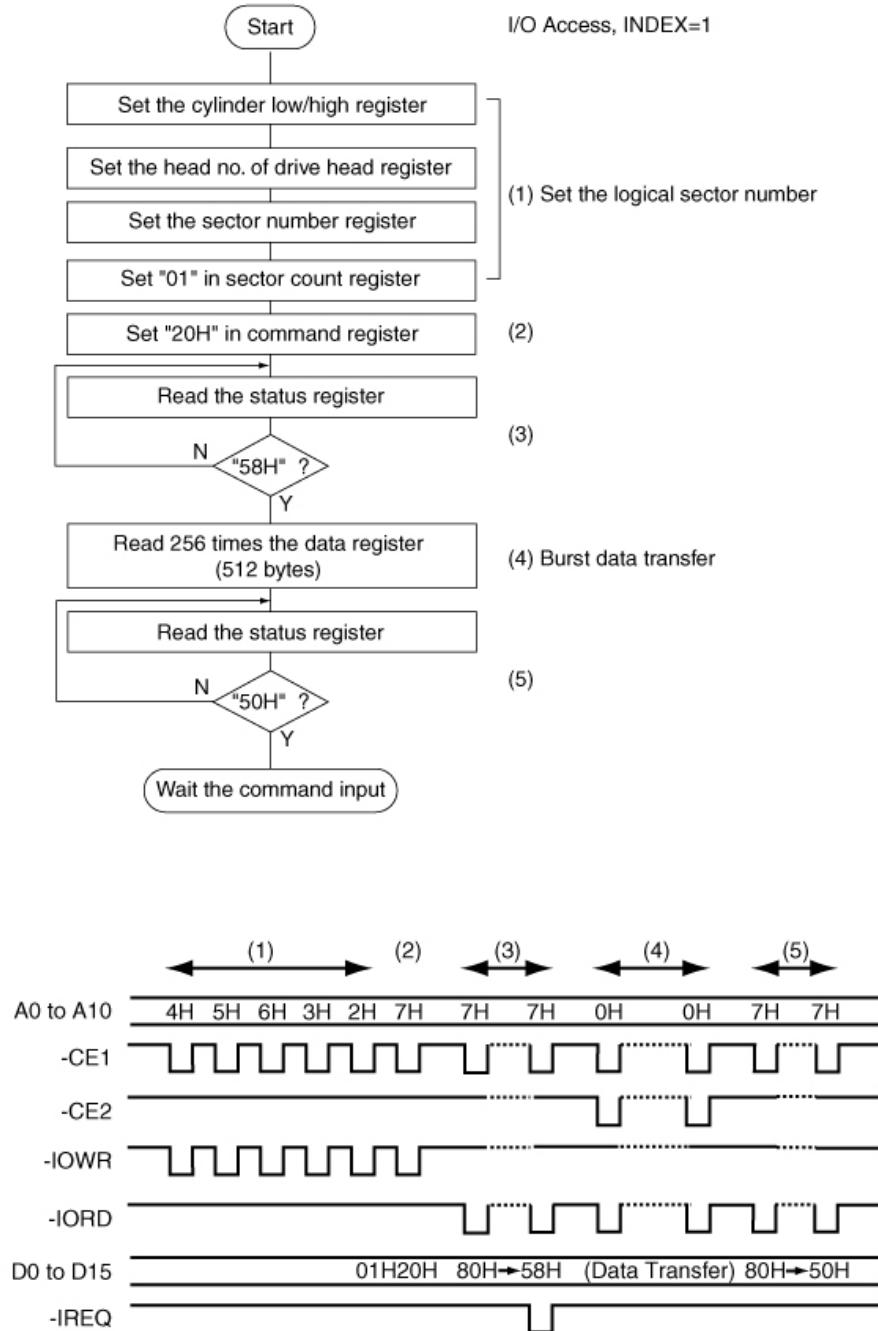 Start
I/O Access, INDEX=1
Set the cylinder low/high register
Set the head no. of drive head register
(1) Set the logical sector number
Set the sector number register
Set "01" in sector count register
Set "20H" in command register
(2)
Read the status register
(3)
N
"58H" ?
Y
Read 256 times the data register
(512 bytes)
(4) Burst data transfer
Read the status register
(5)
N
"50H" ?
Y
Wait the command input
(1) (2) (3) (4) (5)
A0 to A10 4H 5H 6H 3H 2H 7H 7H 7H 0H 0H 7H 7H
-CE1
-CE2
-IOWR
-IORD
D0 to D15 01H20H 80H→58H (Data Transfer) 80H→50H
-IREQ